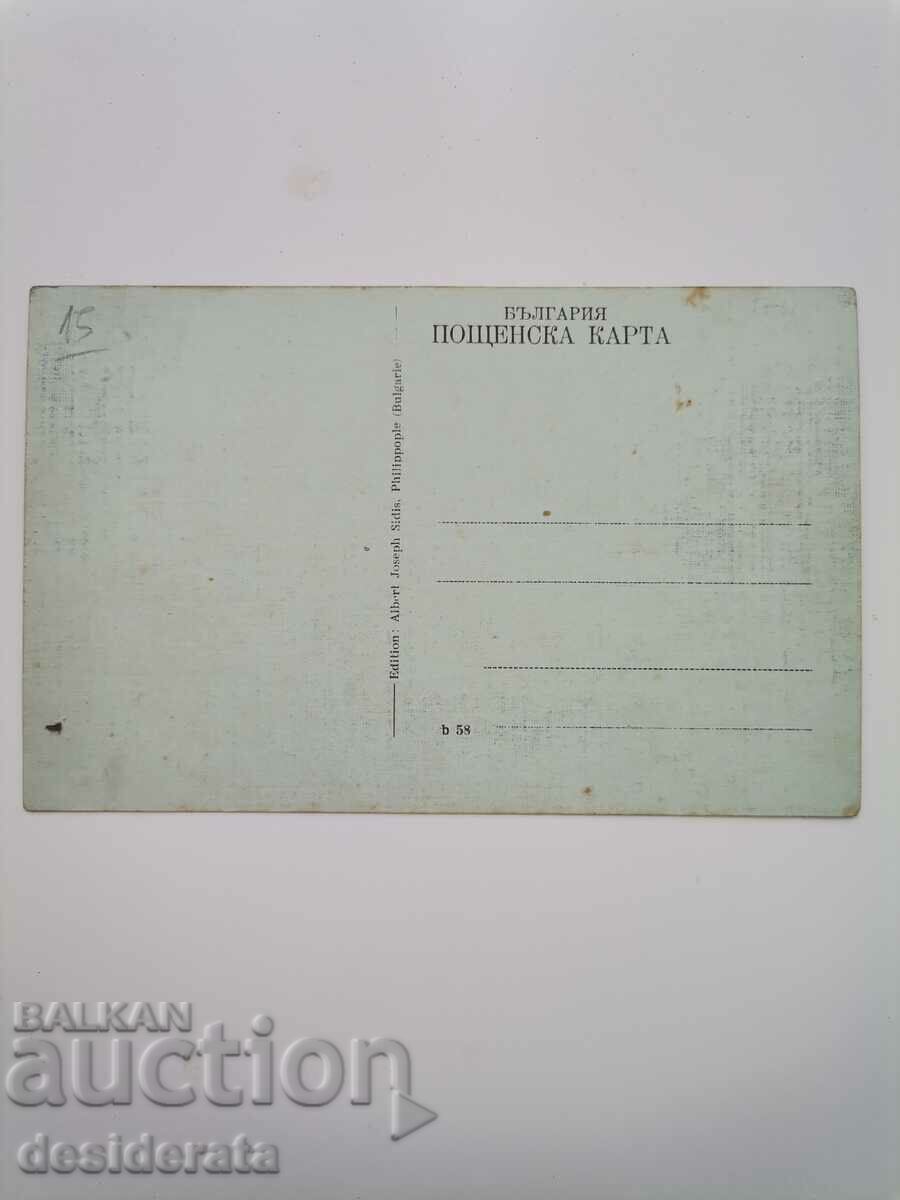 15
БЪЛГАРИЯ
ПОЩЕНСКА КАРТА
Edition: Albert Joseph Sidis, Philippople (Bulgarie)
b 58
BALKAN
auction
desiderata